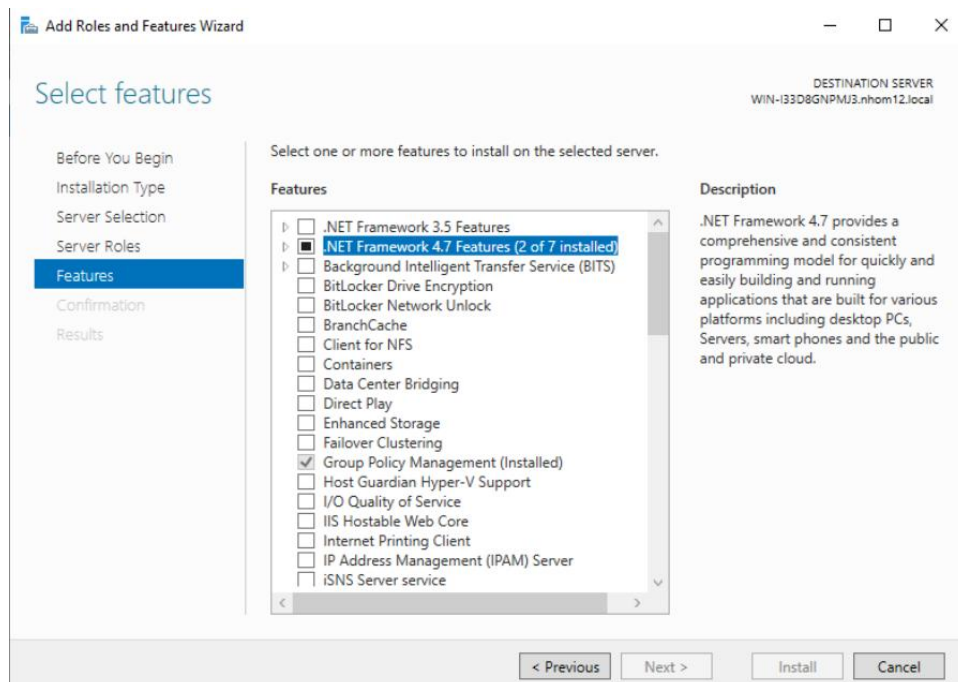 Add Roles and Features Wizard
Select features
DESTINATION SERVER
WIN-I33D8GNPMJ3.nhom12.local
Before You Begin
Installation Type
Server Selection
Server Roles
Features
Confirmation
Results
Select one or more features to install on the selected server.
Features
.NET Framework 3.5 Features
.NET Framework 4.7 Features (2 of 7 installed)
Background Intelligent Transfer Service (BITS)
BitLocker Drive Encryption
BitLocker Network Unlock
BranchCache
Client for NFS
Containers
Data Center Bridging
Direct Play
Enhanced Storage
Failover Clustering
Group Policy Management (Installed)
Host Guardian Hyper-V Support
I/O Quality of Service
IIS Hostable Web Core
Internet Printing Client
IP Address Management (IPAM) Server
iSNS Server service
Description
.NET Framework 4.7 provides a
comprehensive and consistent
programming model for quickly and
easily building and running
applications that are built for various
platforms including desktop PCs,
Servers, smart phones and the public
and private cloud.
< Previous
Next >
Install
Cancel